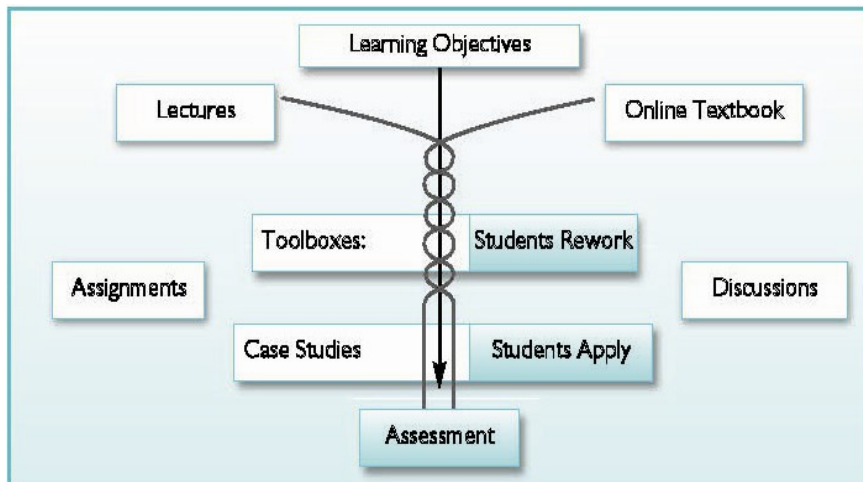 Learning Objectives
Lectures
Online Textbook
Toolboxes:
Students Rework
Assignments
Discussions
Case Studies
Students Apply
Assessment